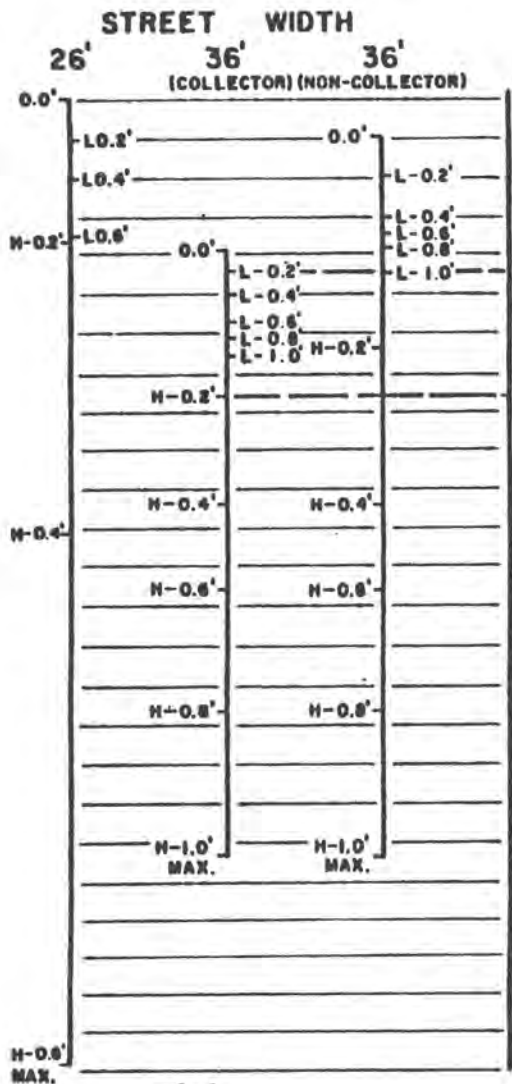 STREET WIDTH
26' 36' 36'
(COLLECTOR) (NON-COLLECTOR)
0.0'
L0.2' 0.0'
L0.4' L-0.2'
L-0.4'
H-0.2' L0.6' L-0.6'
0.0' L-0.8'
L-0.2' L-1.0'
L-0.4'
L-0.6'
L-0.8'
L-1.0' H-0.2'
H-0.2'
H-0.4' H-0.4'
H-0.4'
H-0.6' H-0.6'
H-0.8' H-0.8'
H-1.0' H-1.0'
MAX. MAX.
H-0.6'
MAX.